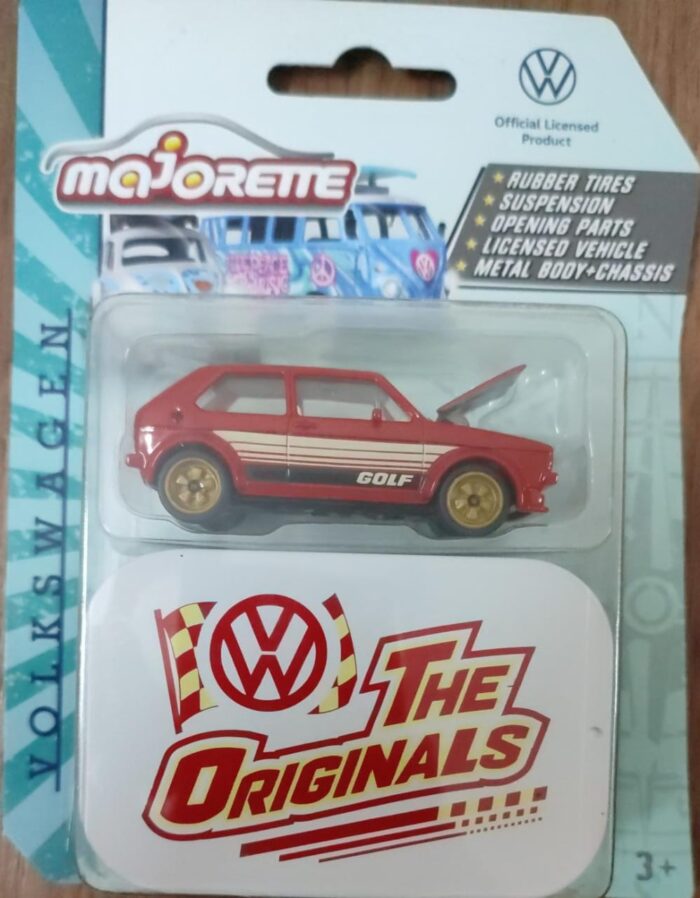 Official Licensed
Product
MAJORETTE
RUBBER TIRES
SUSPENSION
OPENING PARTS
LICENSED VEHICLE
METAL BODY+CHASSIS
VOLKSWAGEN
GOLF
THE
ORIGINALS
3+